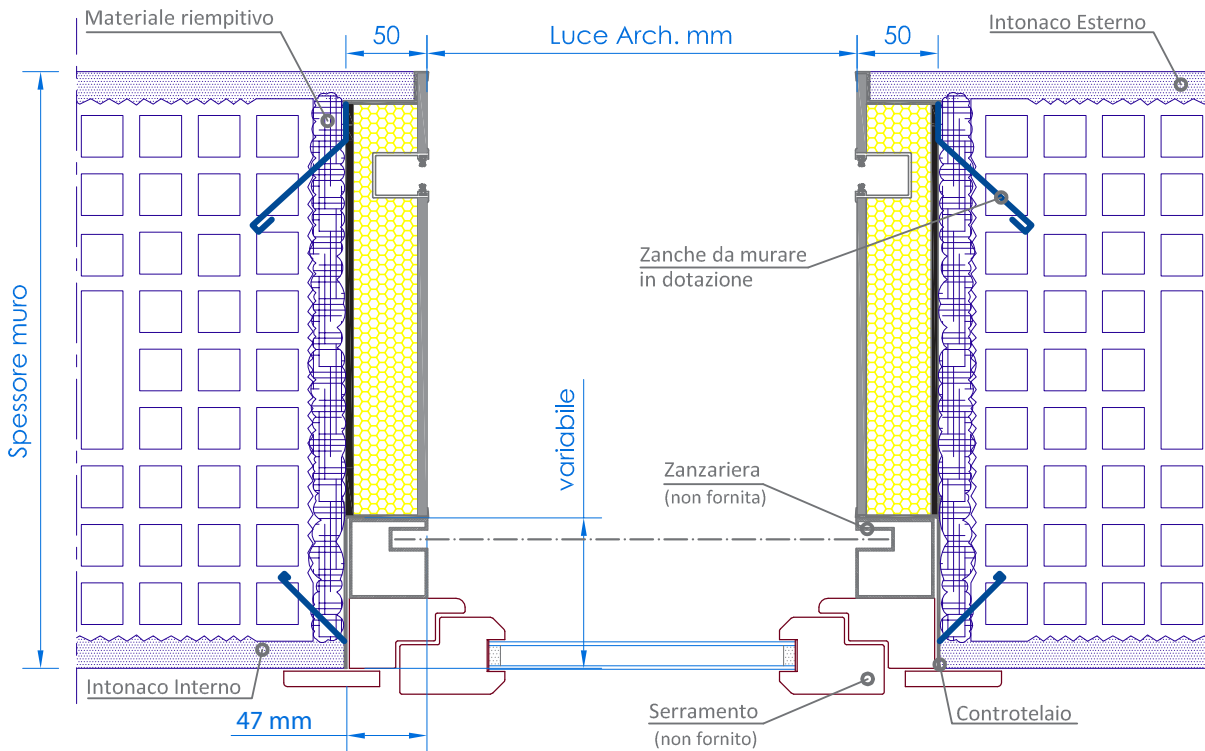 Materiale riempitivo
50
Luce Arch. mm
50
Intonaco Esterno
Zanche da murare
in dotazione
Spessore muro
variabile
Zanzariera
(non fornita)
Intonaco Interno
47 mm
Serramento
(non fornito)
Controtelaio